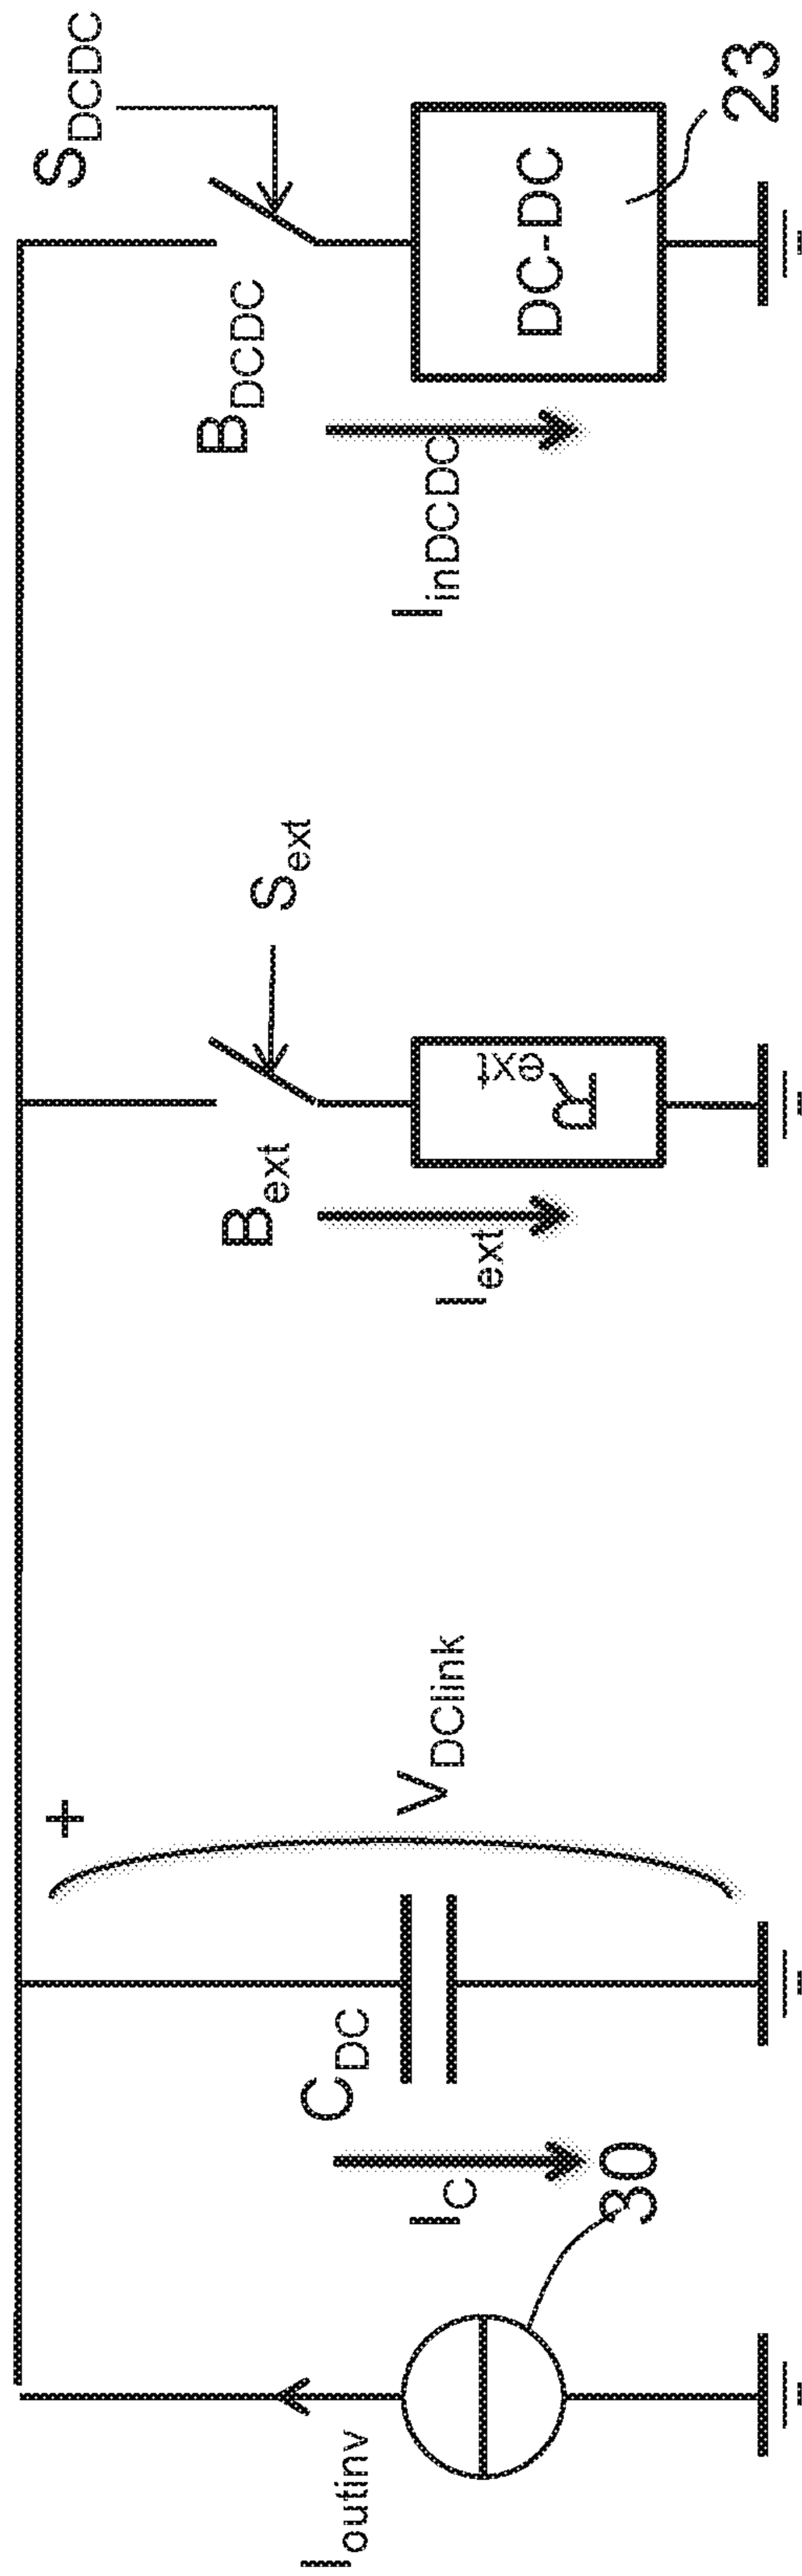 S_DCDC
B_DCDC
DC-DC
23
I_inDCDC
S_ext
B_ext
R_ext
I_ext
+
V_DClink
C_DC
I_C
30
I_outinv